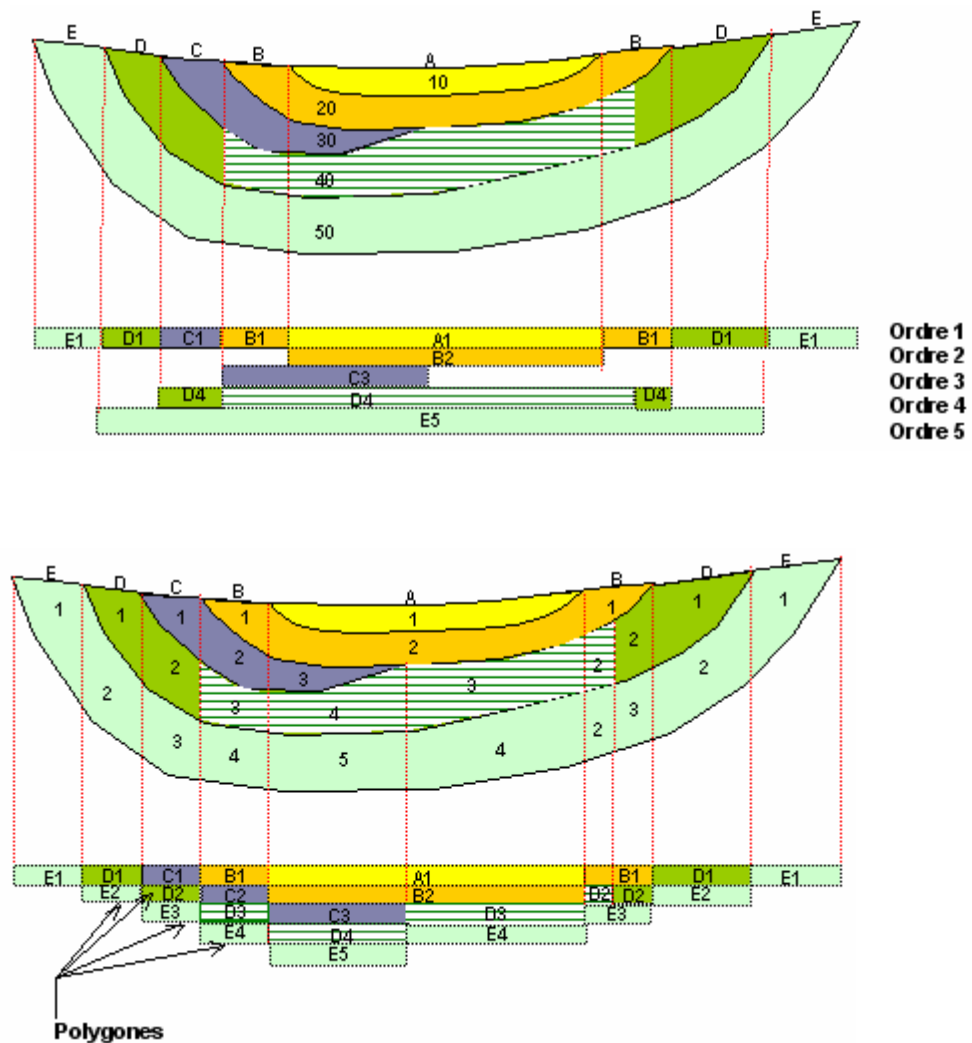 E D C B A B D E
10
20
30
40
50
E1 D1 C1 B1 A1 B1 D1 E1 Ordre 1
B2 Ordre 2
C3 Ordre 3
D4 D4 D4 Ordre 4
E5 Ordre 5
E D C B A B D E
1 1 1 1 1 1 1 1
2 2 2 2 2
3 3 2
2 3 4 2 3 2
3 4 5 4
E1 D1 C1 B1 A1 B1 D1 E1
E2 D2 C2 B2 D2 D2 E2
E3 D3 C3 D3 E3
E4 D4 E4
E5
Polygones